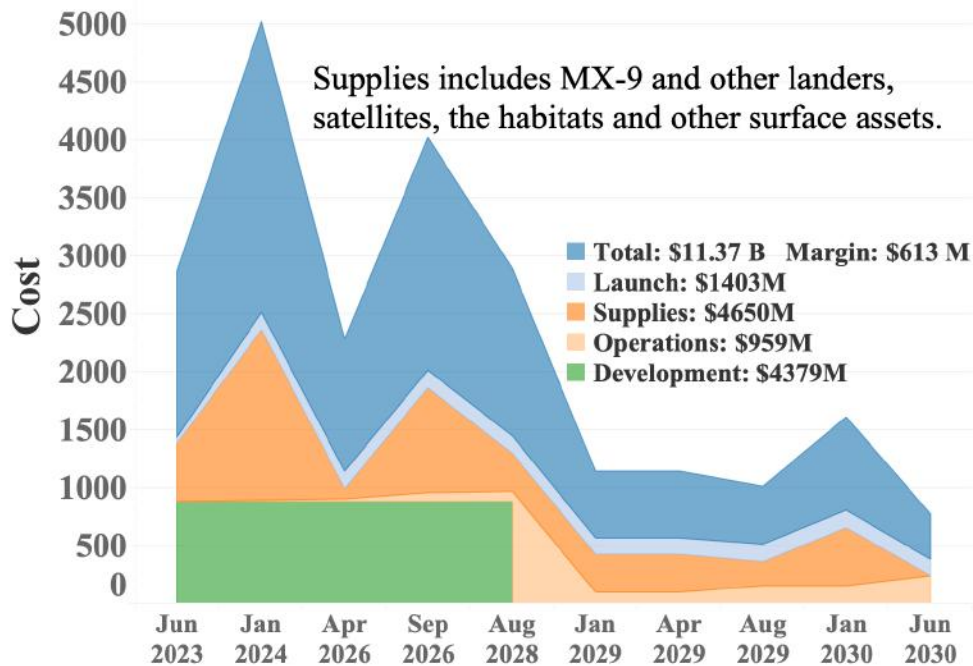 5000
4500
4000
3500
3000
2500
2000
1500
1000
500
0
Cost
Supplies includes MX-9 and other landers,
satellites, the habitats and other surface assets.
Total: $11.37 B Margin: $613 M
Launch: $1403M
Supplies: $4650M
Operations: $959M
Development: $4379M
Jun Jan Apr Sep Aug Jan Apr Aug Jan Jun
2023 2024 2026 2026 2028 2029 2029 2029 2030 2030